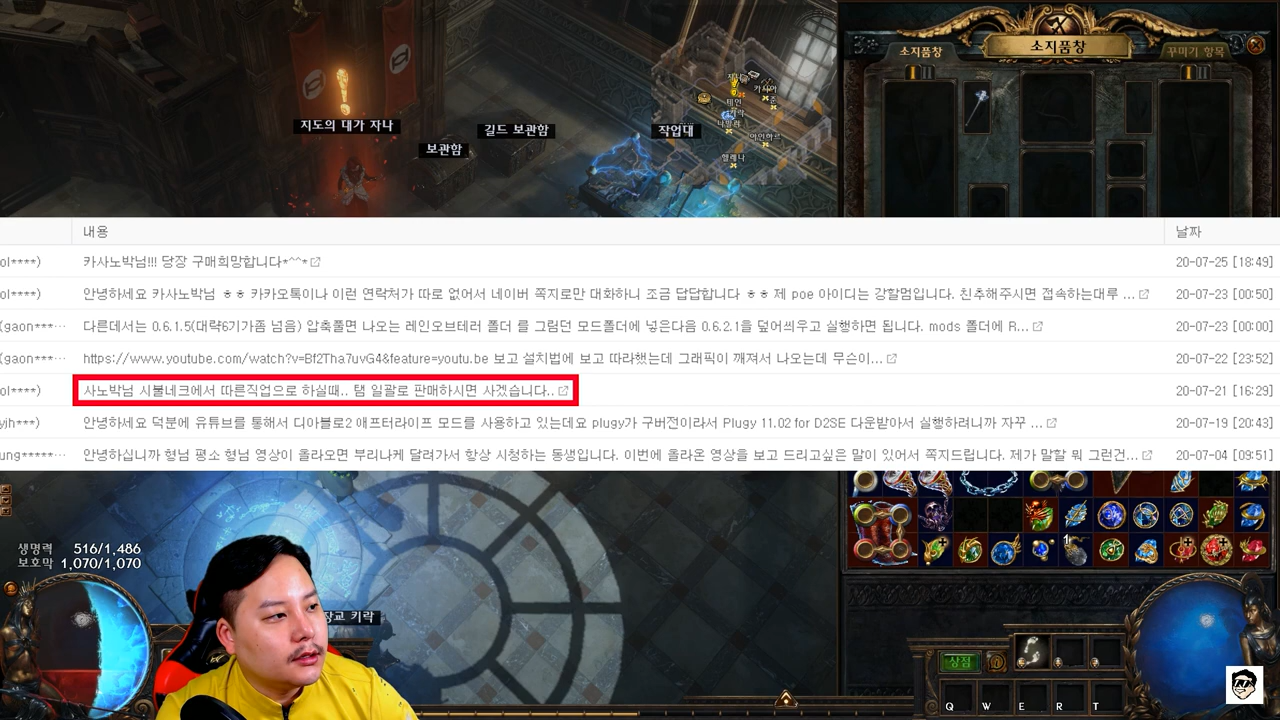 소지품창
소지품창
꾸미기 항목
지도의 대가 자나
길드 보관함
보관함
작업대
내용
날짜
ol****)
카사노박님!!! 당장 구매희망합니다*^^*
20-07-25 [18:49]
ol****)
안녕하세요 카사노박님 ㅎㅎ 카카오톡이나 이런 연락처가 따로 없어서 네이버 쪽지로만 대화하니 조금 답답합니다 ㅎㅎ 제 poe 아이디는 강할멈입니다. 친추해주시면 접속하는대루 ...
20-07-23 [00:50]
(gaon***…
다른데서는 0.6.1.5(대략6기가좀 넘음) 압축풀면 나오는 레인오브테러 폴더 를 그림던 모드폴더에 넣은다음 0.6.2.1을 덮어씌우고 실행하면 됩니다. mods 폴더에 R...
20-07-23 [00:00]
(gaon***…
https://www.youtube.com/watch?v=Bf2Tha7uvG4&feature=youtu.be 보고 설치법에 보고 따라했는데 그래픽이 깨져서 나오는데 무슨이...
20-07-22 [23:52]
ol****)
사노박님 시불네크에서 따른직업으로 하실때.. 탬 일괄로 판매하시면 사겠습니다..
20-07-21 [16:29]
yih***)
안녕하세요 덕분에 유튜브를 통해서 디아블로2 애프터라이프 모드를 사용하고 있는데요 plugy가 구버전이라서 Plugy 11.02 for D2SE 다운받아서 실행하려니까 자꾸 ...
20-07-19 [20:43]
ung*****…
안녕하십니까 형님 평소 형님 영상이 올라오면 부리나케 달려가서 항상 시청하는 동생입니다. 이번에 올라온 영상을 보고 드리고싶은 말이 있어서 쪽지드립니다. 제가 말할 뭐 그런건...
20-07-04 [09:51]
생명력 516/1,486
보호막 1,070/1,070
장교 키락
상점
Q W E R T